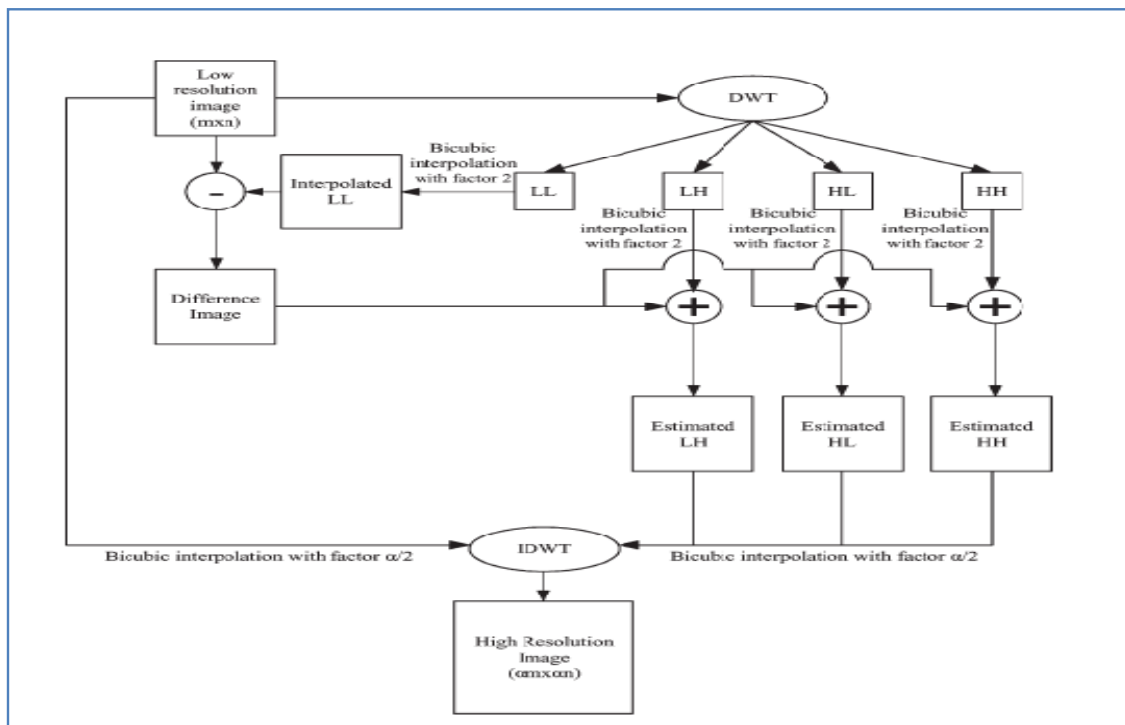 Low
resolution
image
(mxn)
DWT
Bicubic
interpolation
with factor 2
-
Interpolated
LL
LL
LH
HL
HH
Bicubic
interpolation
with factor 2
Bicubic
interpolation
with factor 2
Bicubic
interpolation
with factor 2
Difference
Image
+
+
+
Estimated
LH
Estimated
HL
Estimated
HH
IDWT
Bicubic interpolation with factor α/2
Bicubic interpolation with factor α/2
High Resolution
Image
(αmxαn)